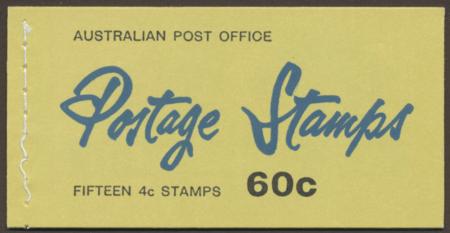 AUSTRALIAN POST OFFICE
Postage Stamps
FIFTEEN 4c STAMPS 60c